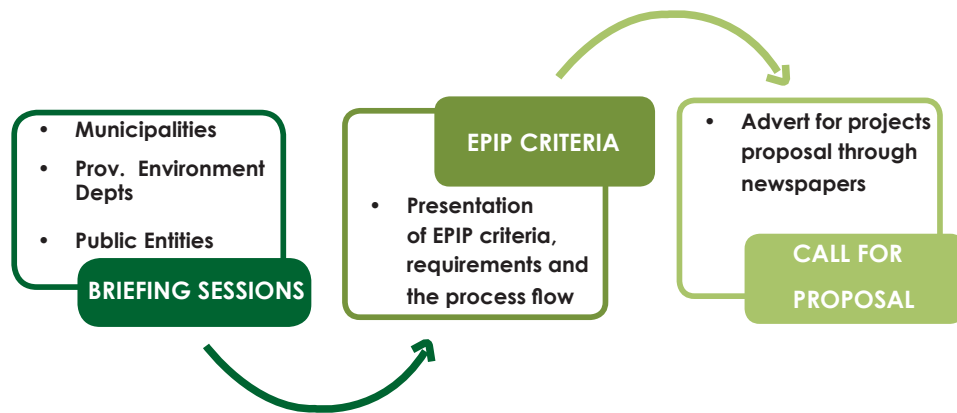 • Municipalities
• Prov. Environment
Depts
• Public Entities
BRIEFING SESSIONS
EPIP CRITERIA
• Presentation
of EPIP criteria,
requirements and
the process flow
• Advert for projects
proposal through
newspapers
CALL FOR
PROPOSAL